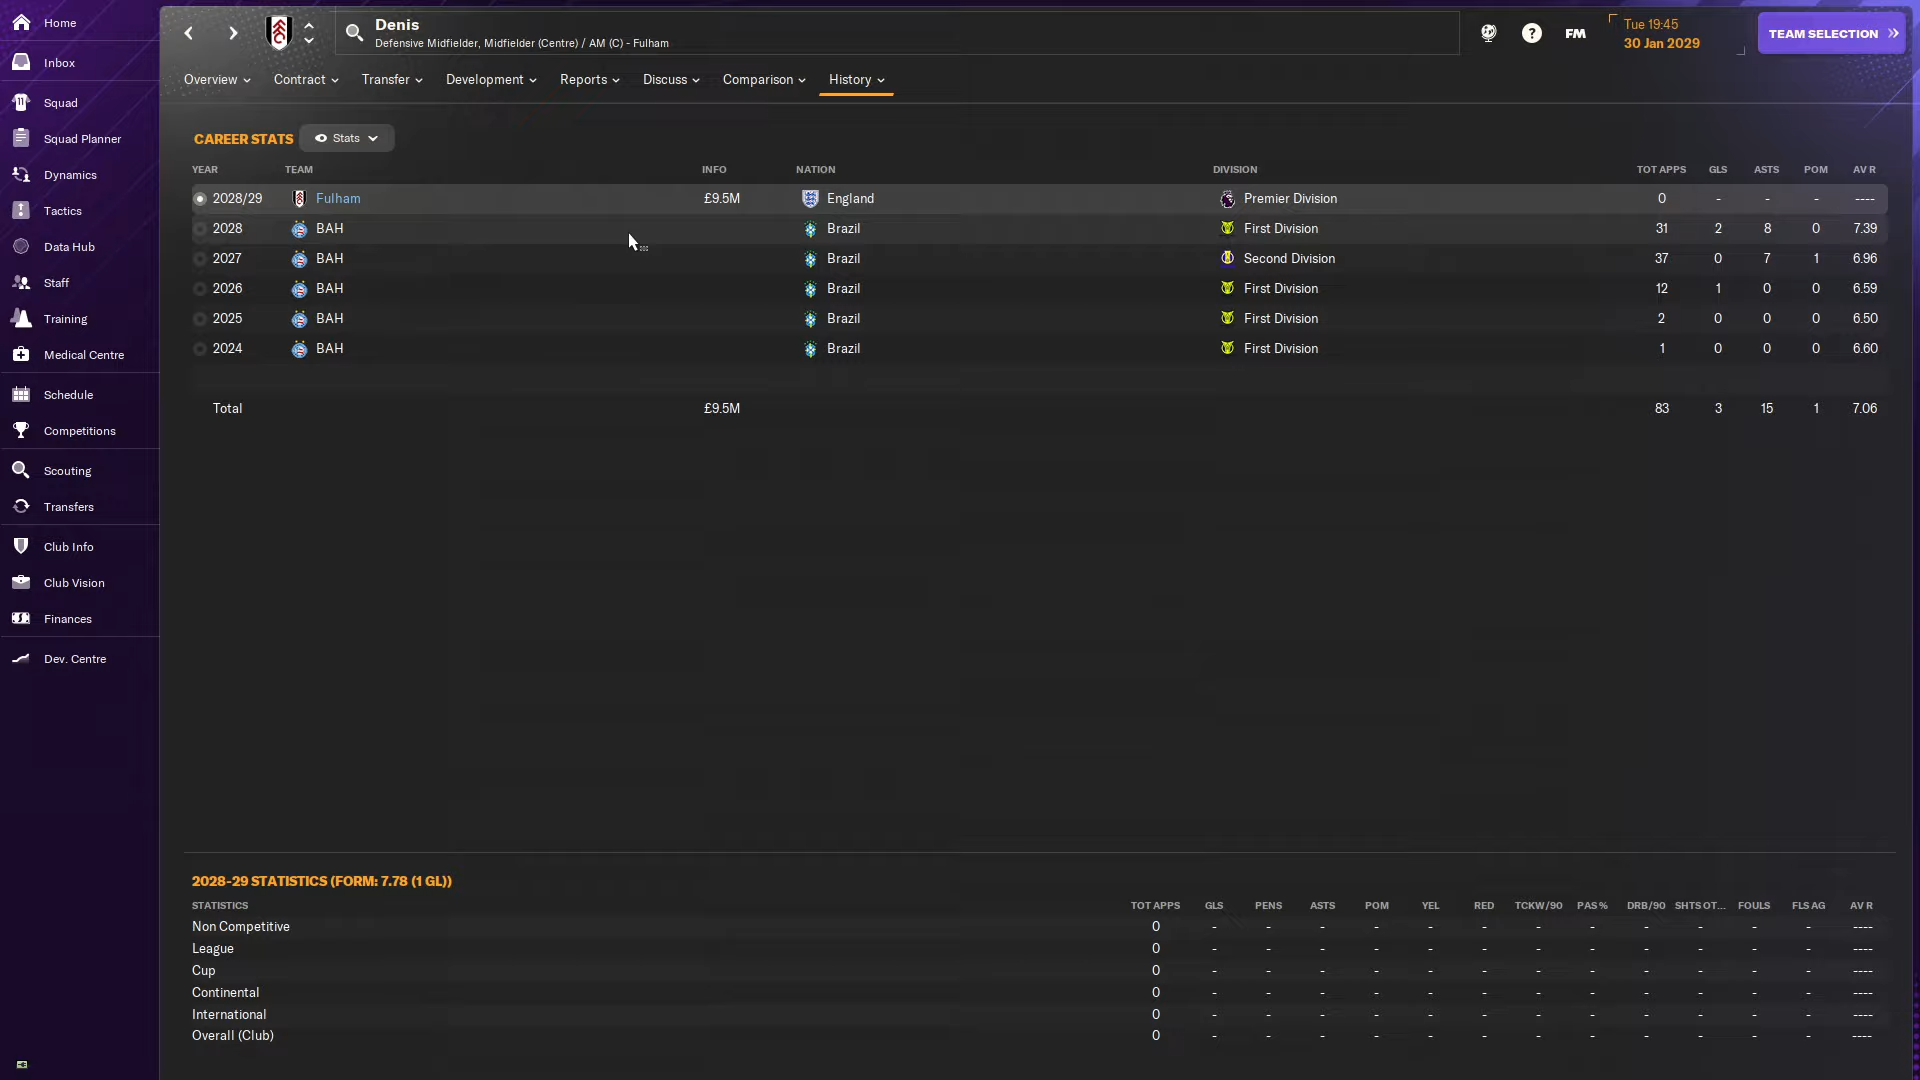 Home
Inbox
Squad
Squad Planner
Dynamics
Tactics
Data Hub
Staff
Training
Medical Centre
Schedule
Competitions
Scouting
Transfers
Club Info
Club Vision
Finances
Dev. Centre
Denis
Defensive Midfielder, Midfielder (Centre) / AM (C) - Fulham
FM
Tue 19:45
30 Jan 2029
TEAM SELECTION
Overview Contract Transfer Development Reports Discuss Comparison History
CAREER STATS Stats
YEAR TEAM INFO NATION DIVISION TOT APPS GLS ASTS POM AV R
2028/29 Fulham £9.5M England Premier Division 0 - - - ----
2028 BAH Brazil First Division 31 2 8 0 7.39
2027 BAH Brazil Second Division 37 0 7 1 6.96
2026 BAH Brazil First Division 12 1 0 0 6.59
2025 BAH Brazil First Division 2 0 0 0 6.50
2024 BAH Brazil First Division 1 0 0 0 6.60
Total £9.5M 83 3 15 1 7.06
2028-29 STATISTICS (FORM: 7.78 (1 GL))
STATISTICS TOT APPS GLS PENS ASTS POM YEL RED TCKW/90 PAS % DRB/90 SHTS OT... FOULS FLS AG AV R
Non Competitive 0 - - - - - - - - - - - - ----
League 0 - - - - - - - - - - - - ----
Cup 0 - - - - - - - - - - - - ----
Continental 0 - - - - - - - - - - - - ----
International 0 - - - - - - - - - - - - ----
Overall (Club) 0 - - - - - - - - - - - - ----